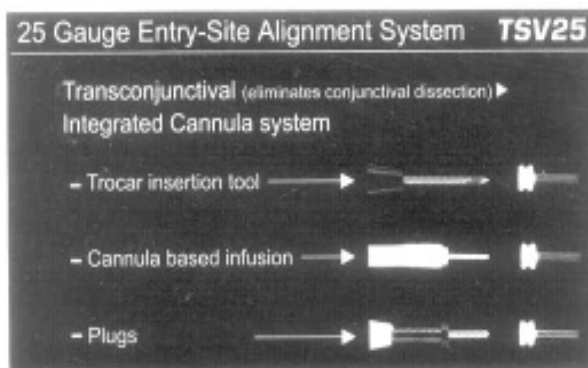 25 Gauge Entry-Site Alignment System TSV25
Transconjunctival (eliminates conjunctival dissection)
Integrated Cannula system
– Trocar insertion tool
– Cannula based infusion
– Plugs